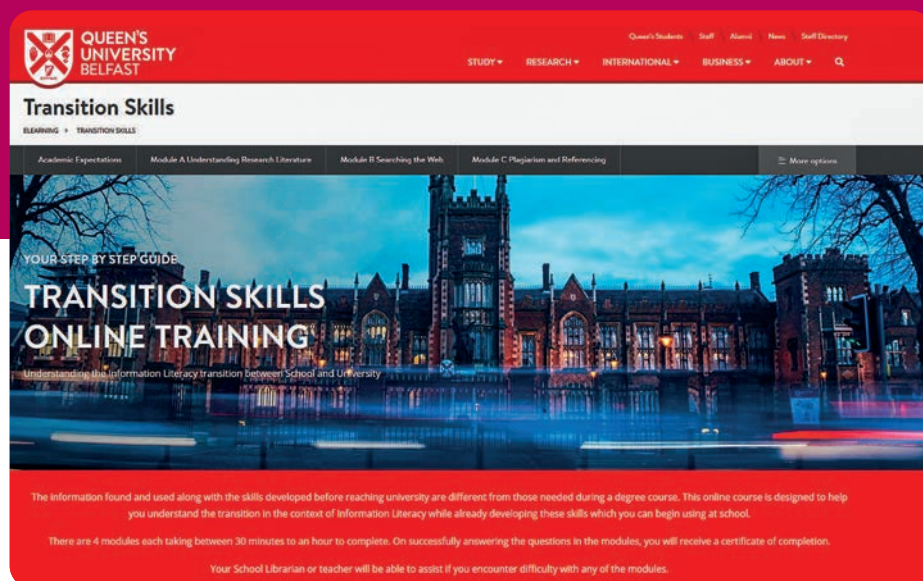 QUEEN'S
UNIVERSITY
BELFAST
Queen's Students Staff Alumni News Staff Directory
STUDY RESEARCH INTERNATIONAL BUSINESS ABOUT
Transition Skills
ELEARNING TRANSITION SKILLS
Academic Expectations Module A Understanding Research Literature Module B Searching the Web Module C Plagiarism and Referencing More options
YOUR STEP BY STEP GUIDE
TRANSITION SKILLS
ONLINE TRAINING
Understanding the Information Literacy transition between School and University
The information found and used along with the skills developed before reaching university are different from those needed during a degree course. This online course is designed to help
you understand the transition in the context of Information Literacy while already developing these skills which you can begin using at school.
There are 4 modules each taking between 30 minutes to an hour to complete. On successfully answering the questions in the modules, you will receive a certificate of completion.
Your School Librarian or teacher will be able to assist if you encounter difficulty with any of the modules.